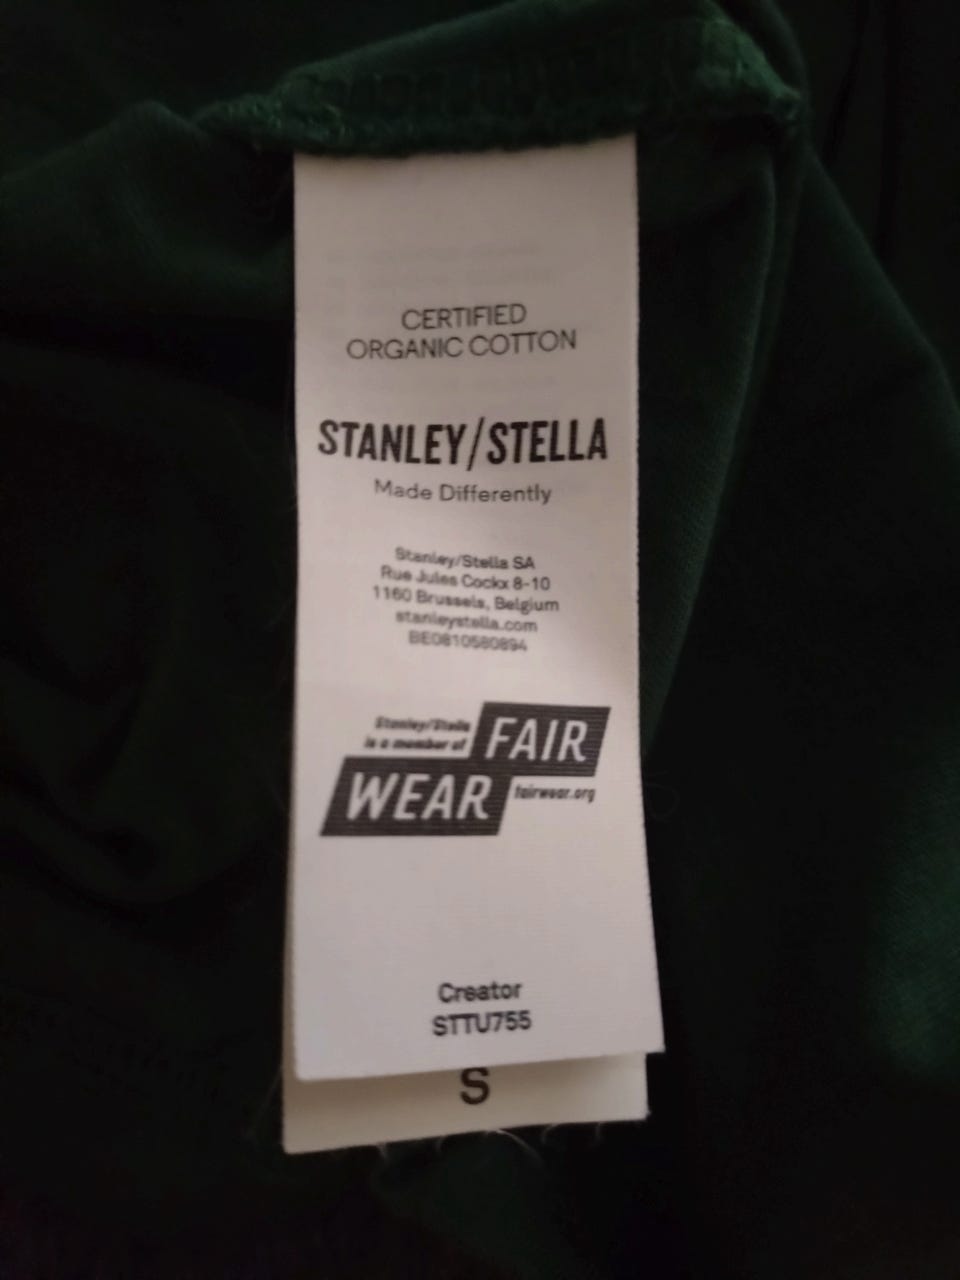 CERTIFIED
ORGANIC COTTON
STANLEY/STELLA
Made Differently
Stanley/Stella SA
Rue Jules Cockx 8-10
1160 Brussels, Belgium
stanleystella.com
BE0810580894
Stanley/Stella
is a member of
FAIR
WEAR
fairwear.org
Creator
STTU755
S